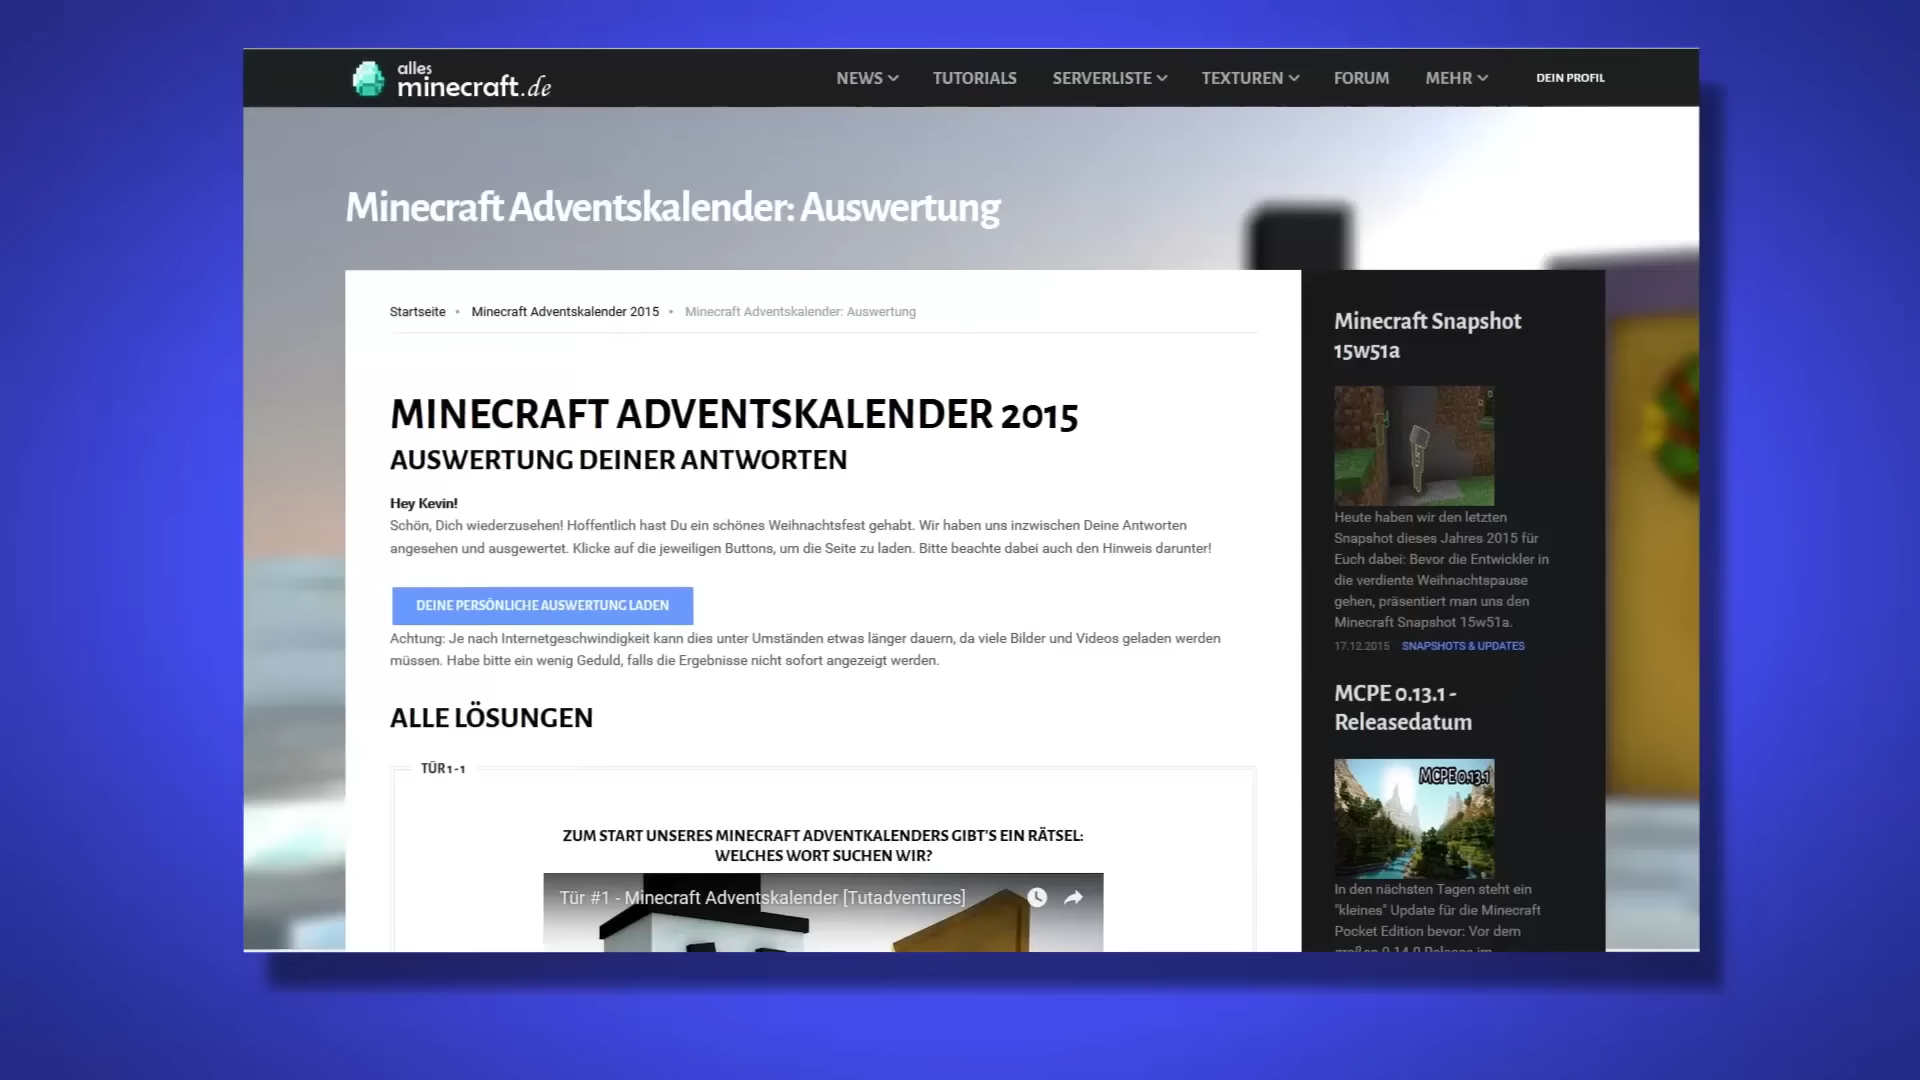 alles
minecraft.de
NEWS
TUTORIALS
SERVERLISTE
TEXTUREN
FORUM
MEHR
DEIN PROFIL
Minecraft Adventskalender: Auswertung
Startseite • Minecraft Adventskalender 2015 • Minecraft Adventskalender: Auswertung
MINECRAFT ADVENTSKALENDER 2015
AUSWERTUNG DEINER ANTWORTEN
Hey Kevin!
Schön, Dich wiederzusehen! Hoffentlich hast Du ein schönes Weihnachtsfest gehabt. Wir haben uns inzwischen Deine Antworten
angesehen und ausgewertet. Klicke auf die jeweiligen Buttons, um die Seite zu laden. Bitte beachte dabei auch den Hinweis darunter!
DEINE PERSÖNLICHE AUSWERTUNG LADEN
Achtung: Je nach Internetgeschwindigkeit kann dies unter Umständen etwas länger dauern, da viele Bilder und Videos geladen werden
müssen. Habe bitte ein wenig Geduld, falls die Ergebnisse nicht sofort angezeigt werden.
ALLE LÖSUNGEN
TÜR 1 - 1
ZUM START UNSERES MINECRAFT ADVENTKALENDERS GIBT'S EIN RÄTSEL:
WELCHES WORT SUCHEN WIR?
Tür #1 - Minecraft Adventskalender [Tutadventures]
Minecraft Snapshot
15w51a
Heute haben wir den letzten
Snapshot dieses Jahres 2015 für
Euch dabei: Bevor die Entwickler in
die verdiente Weihnachtspause
gehen, präsentiert man uns den
Minecraft Snapshot 15w51a.
17.12.2015 SNAPSHOTS & UPDATES
MCPE 0.13.1 -
Releasedatum
MCPE 0.13.1
In den nächsten Tagen steht ein
"kleines" Update für die Minecraft
Pocket Edition bevor: Vor dem
großen 0.14.0 Release im